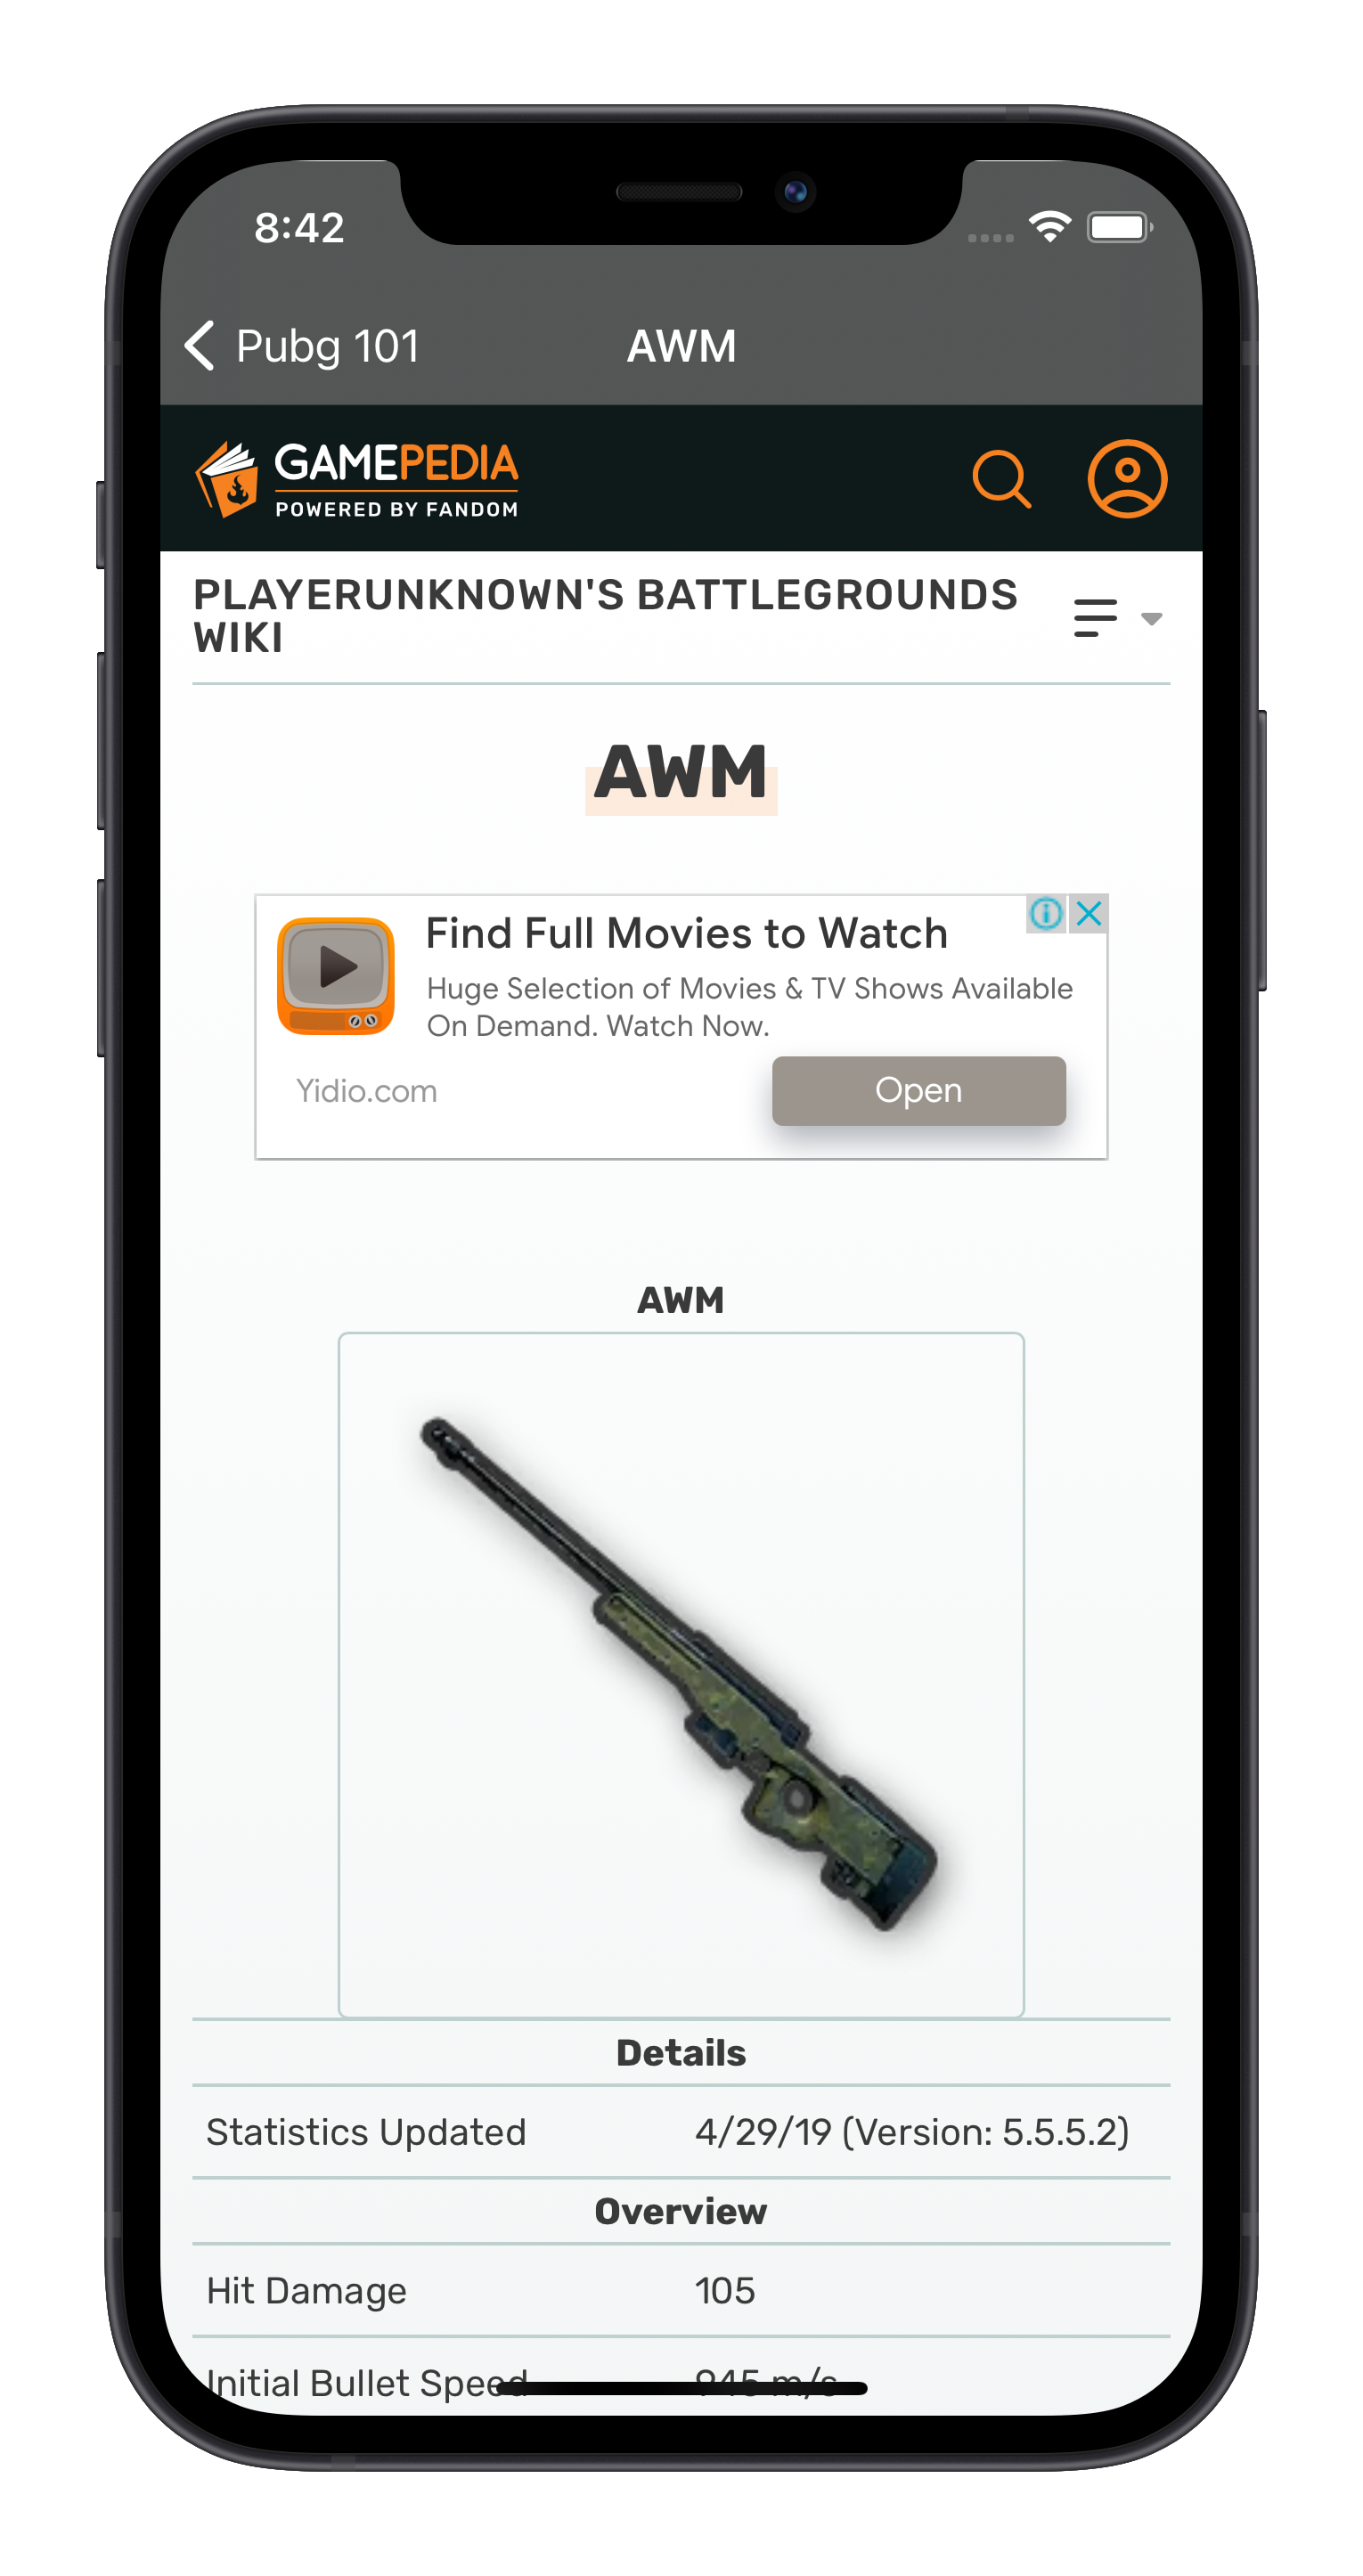 8:42
Pubg 101
AWM
GAMEPEDIA
POWERED BY FANDOM
PLAYERUNKNOWN'S BATTLEGROUNDS
WIKI
AWM
Find Full Movies to Watch
Huge Selection of Movies & TV Shows Available
On Demand. Watch Now.
Yidio.com
Open
AWM
Details
Statistics Updated 4/29/19 (Version: 5.5.5.2)
Overview
Hit Damage 105
Initial Bullet Speed 945 m/s